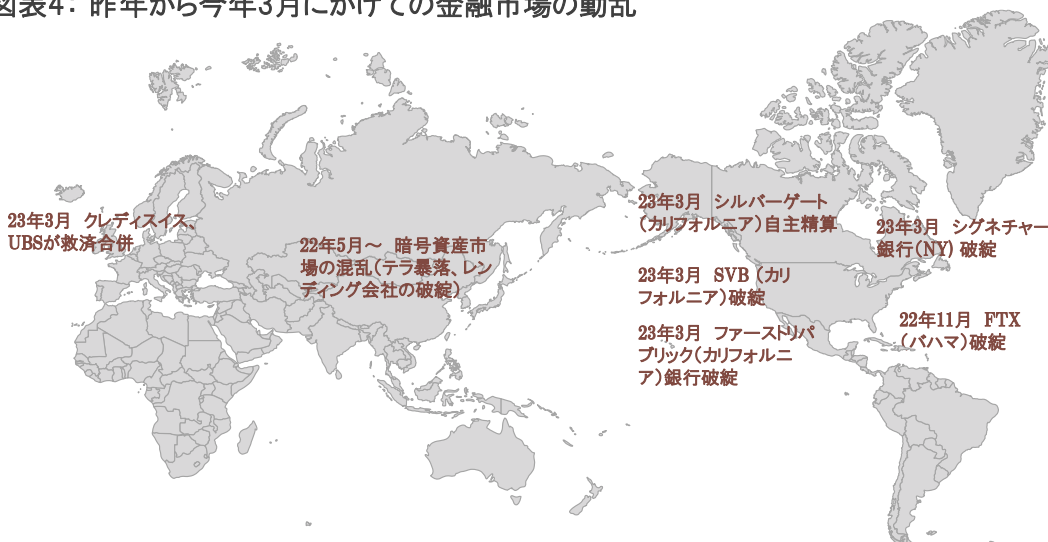 図表4： 昨年から今年3月にかけての金融市場の動乱
23年3月 クレディスイス、
UBSが救済合併
22年5月～ 暗号資産市
場の混乱（テラ暴落、レン
ディング会社の破綻）
23年3月 シルバーゲート
（カリフォルニア）自主精算
23年3月 シグネチャー
銀行（NY）破綻
23年3月 SVB （カリ
フォルニア）破綻
22年11月 FTX
（バハマ）破綻
23年3月 ファーストリパ
ブリック（カリフォルニ
ア）銀行破綻